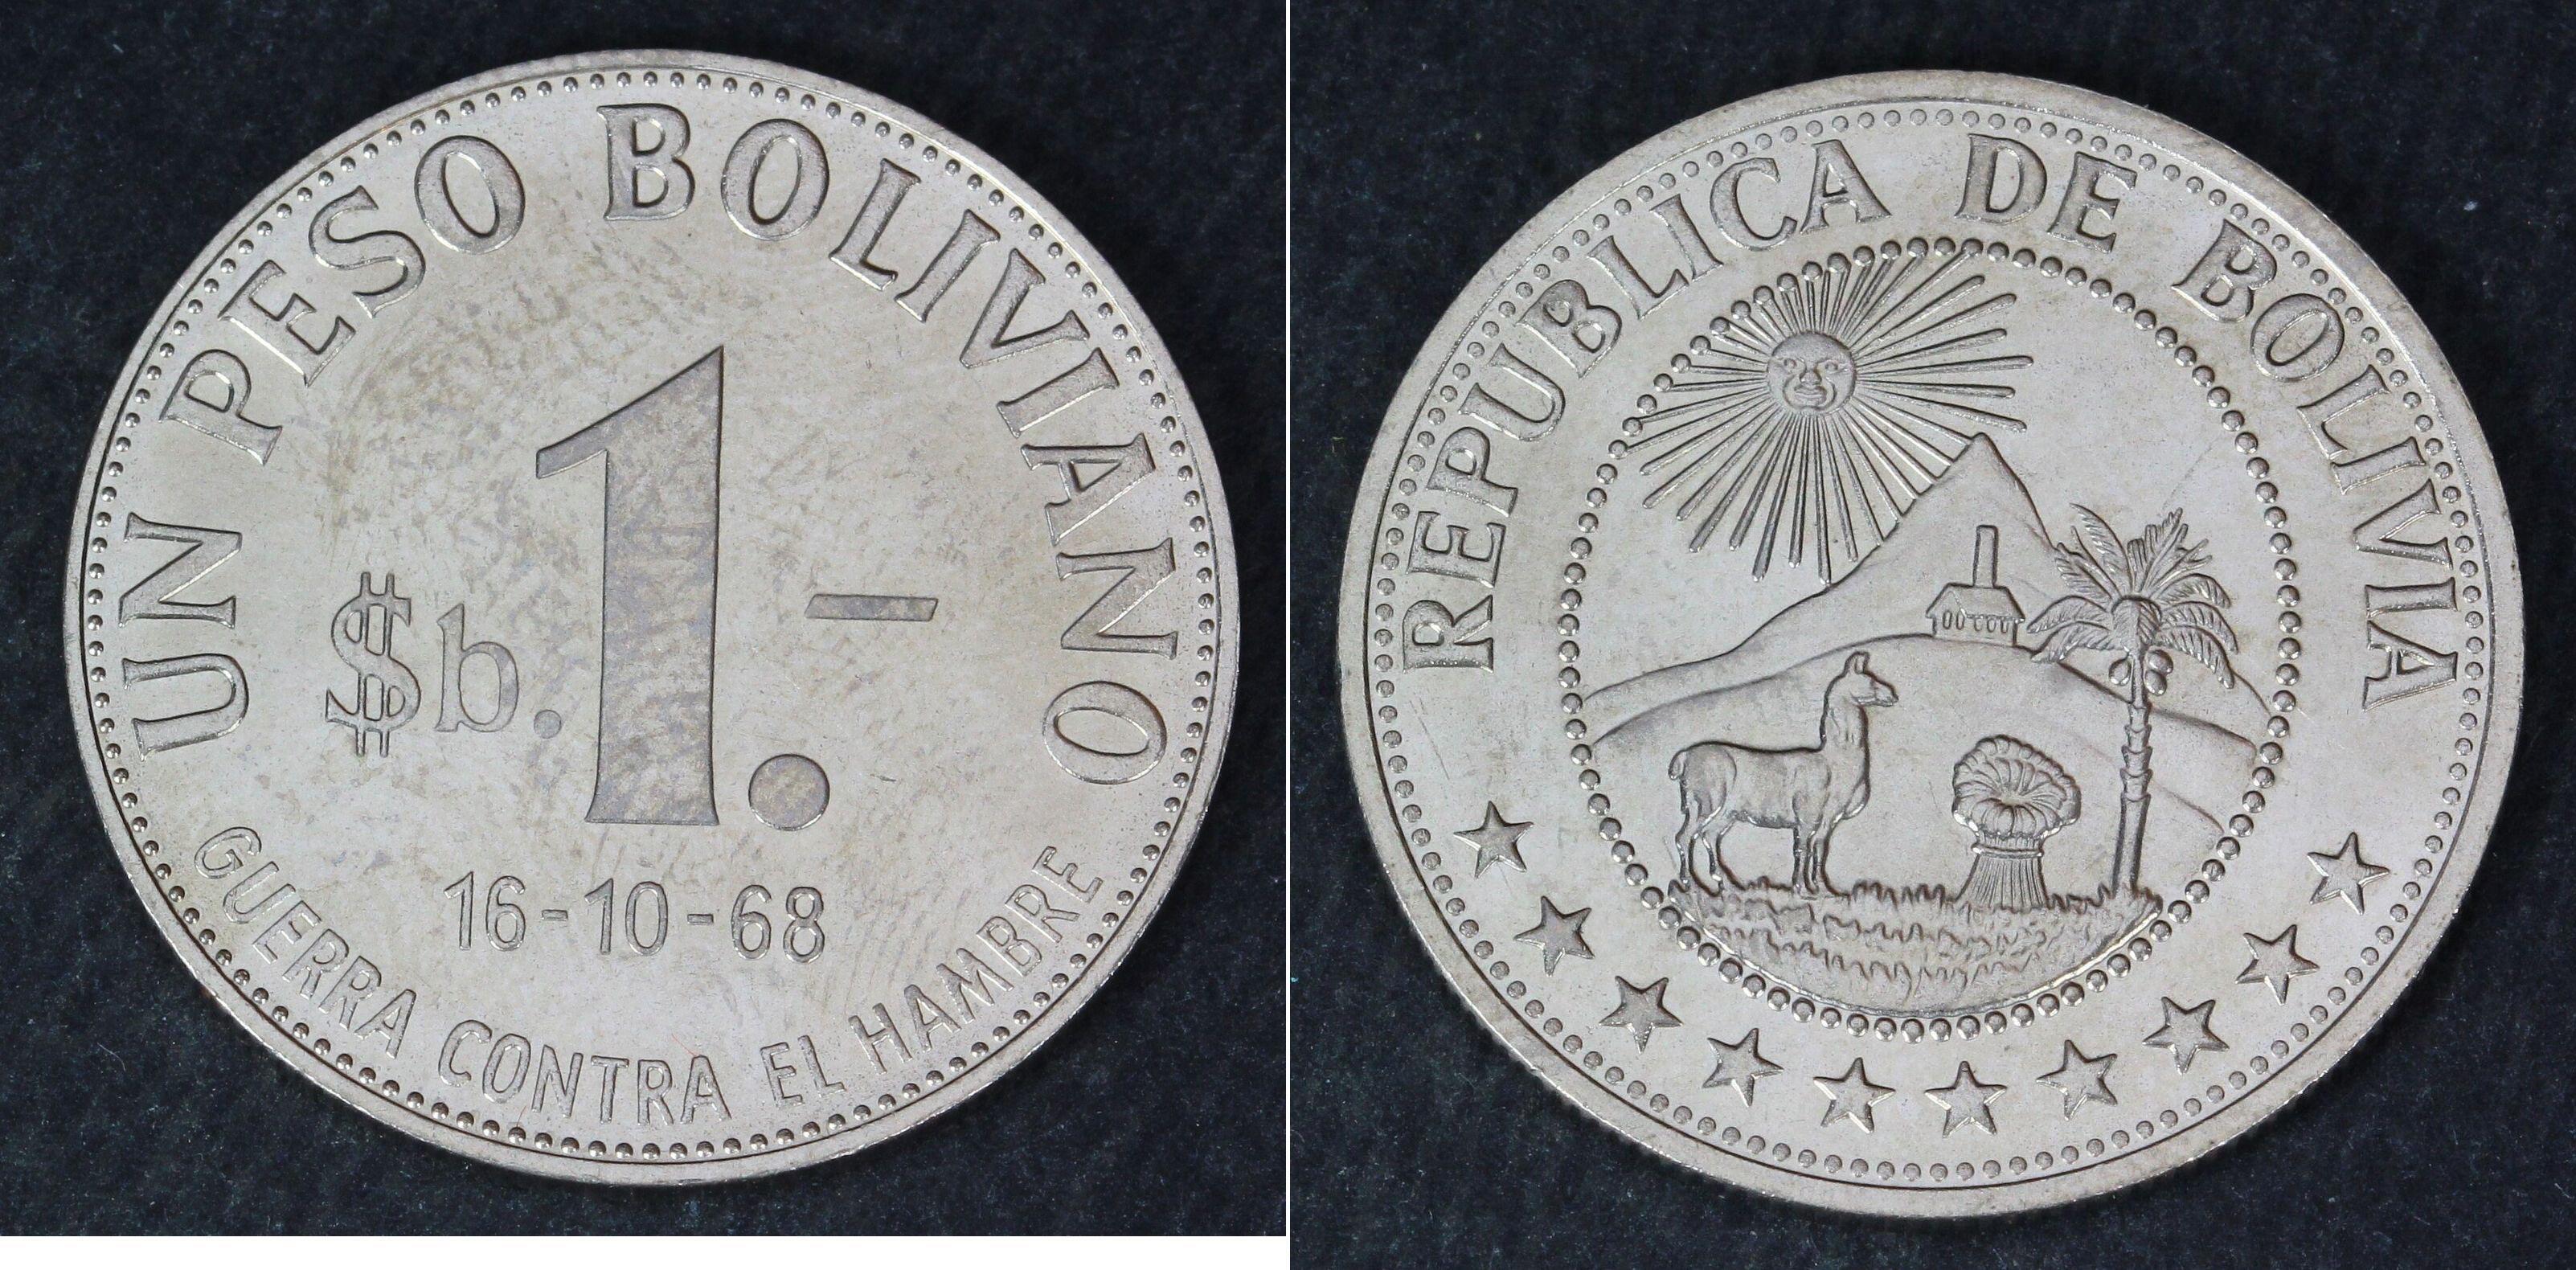 UN PESO BOLIVIANO
$b. 1.-
16-10-68
GUERRA CONTRA EL HAMBRE
REPUBLICA DE BOLIVIA